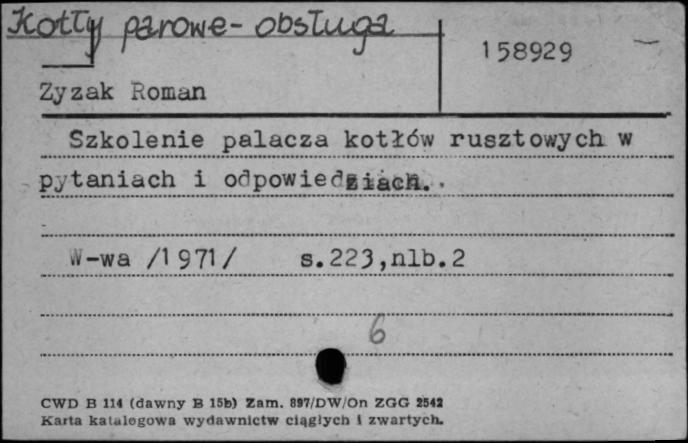 Kotły parowe - obsługa
158929
Zyzak Roman
Szkolenie palacza kotłów rusztowych w
pytaniach i odpowiedziach.
W-wa /1971/ s.223,nlb.2
6
CWD B 114 (dawny B 15b) Zam. 897/DW/On ZGG 2542
Karta katalogowa wydawnictw ciągłych i zwartych.